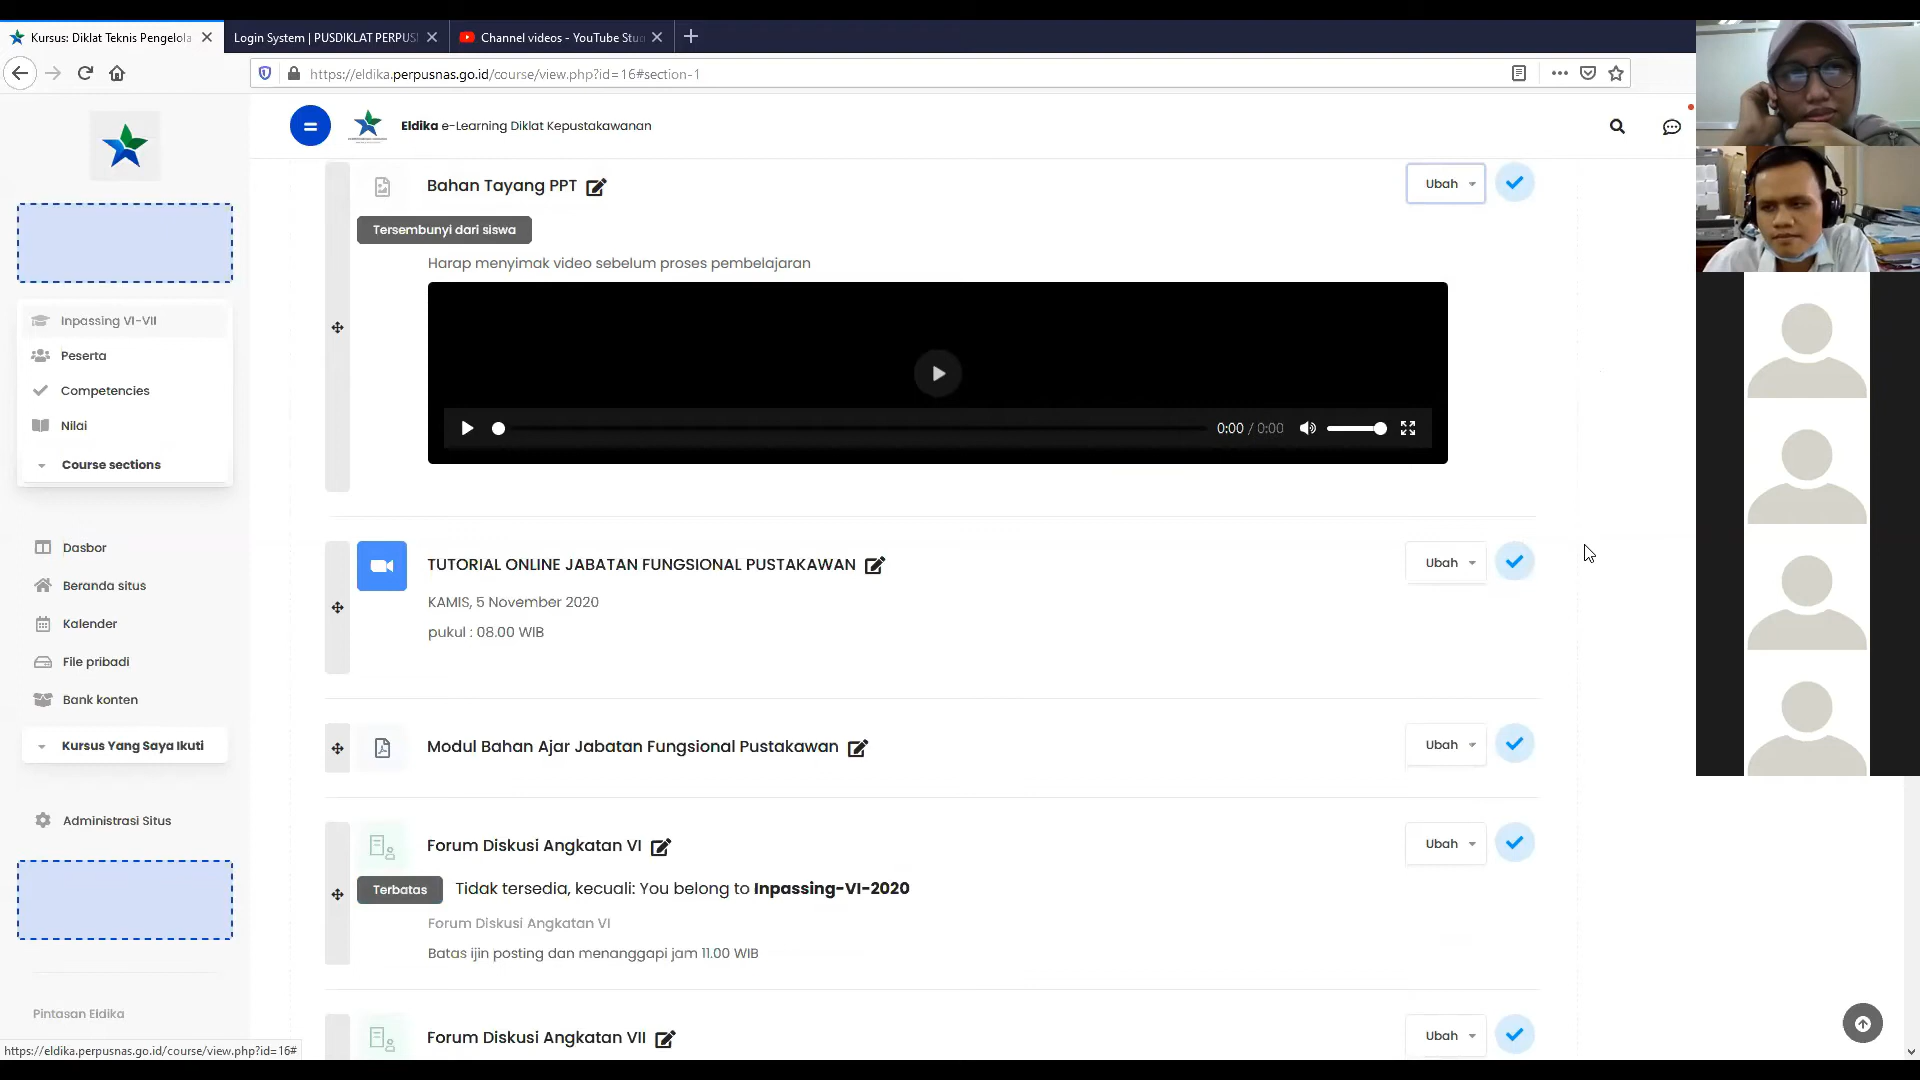 Kursus: Diklat Teknis Pengelola
Login System | PUSDIKLAT PERPUS
Channel videos - YouTube Stu
https://eldika.perpusnas.go.id/course/view.php?id=16#section-1
Eldika e-Learning Diklat Kepustakawanan
Bahan Tayang PPT
Ubah
Tersembunyi dari siswa
Harap menyimak video sebelum proses pembelajaran
0:00 / 0:00
Inpassing VI-VII
Peserta
Competencies
Nilai
Course sections
Dasbor
Beranda situs
Kalender
File pribadi
Bank konten
Kursus Yang Saya Ikuti
Administrasi Situs
Pintasan Eldika
TUTORIAL ONLINE JABATAN FUNGSIONAL PUSTAKAWAN
Ubah
KAMIS, 5 November 2020
pukul : 08.00 WIB
Modul Bahan Ajar Jabatan Fungsional Pustakawan
Ubah
Forum Diskusi Angkatan VI
Ubah
Terbatas
Tidak tersedia, kecuali: You belong to Inpassing-VI-2020
Forum Diskusi Angkatan VI
Batas ijin posting dan menanggapi jam 11.00 WIB
Forum Diskusi Angkatan VII
Ubah
https://eldika.perpusnas.go.id/course/view.php?id=16#